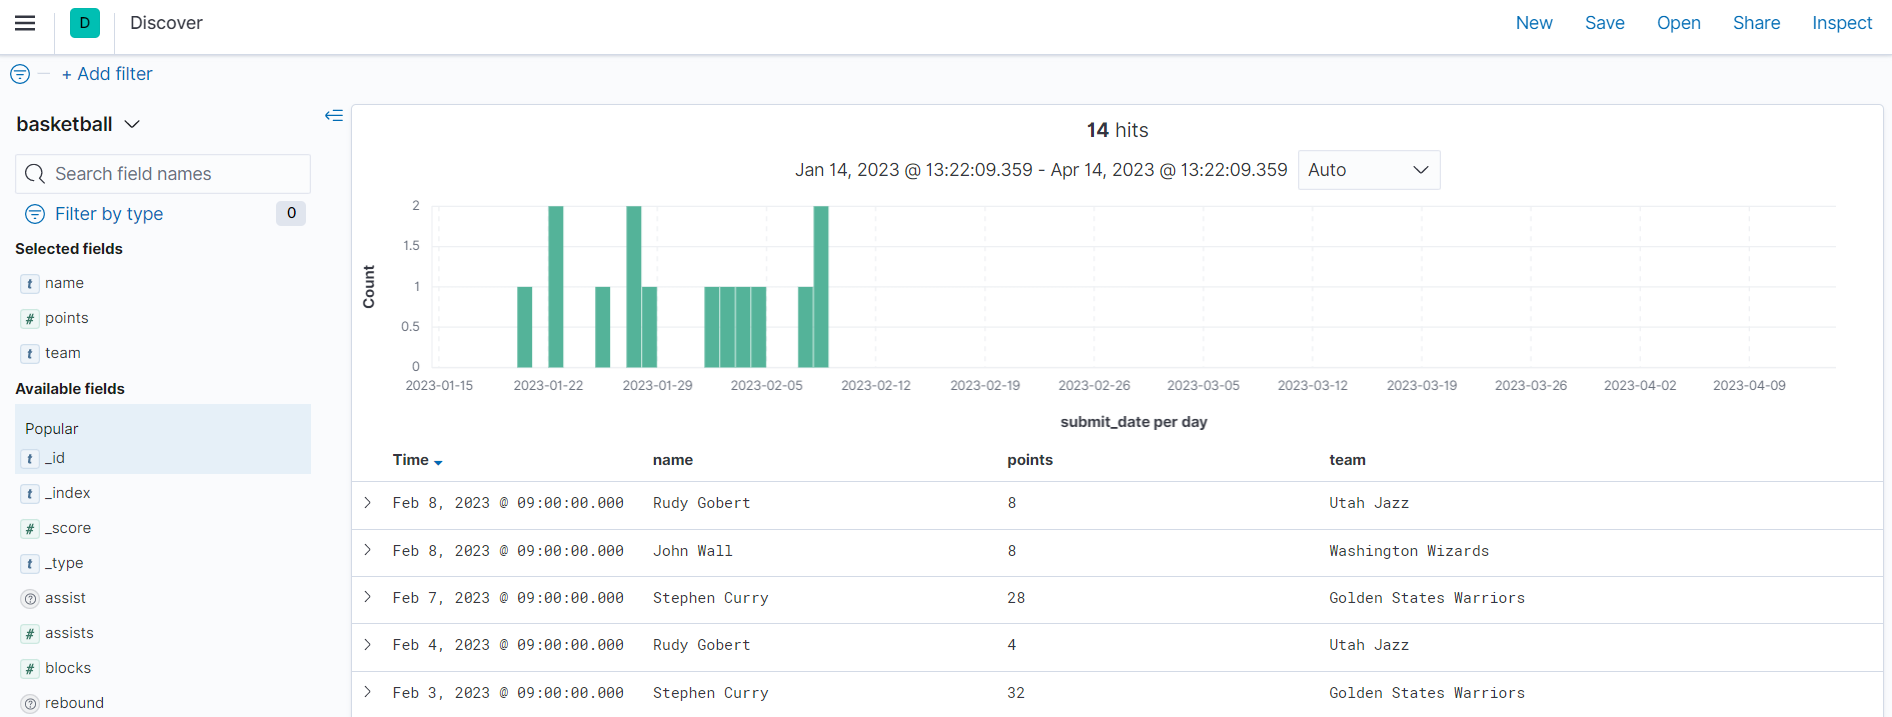 D Discover New Save Open Share Inspect
+ Add filter
basketball
Search field names
Filter by type 0
Selected fields
t name
# points
t team
Available fields
Popular
t _id
t _index
# _score
t _type
? assist
# assists
# blocks
? rebound
14 hits
Jan 14, 2023 @ 13:22:09.359 - Apr 14, 2023 @ 13:22:09.359 Auto
Count
2
1.5
1
0.5
0
2023-01-15 2023-01-22 2023-01-29 2023-02-05 2023-02-12 2023-02-19 2023-02-26 2023-03-05 2023-03-12 2023-03-19 2023-03-26 2023-04-02 2023-04-09
submit_date per day
Time name points team
Feb 8, 2023 @ 09:00:00.000 Rudy Gobert 8 Utah Jazz
Feb 8, 2023 @ 09:00:00.000 John Wall 8 Washington Wizards
Feb 7, 2023 @ 09:00:00.000 Stephen Curry 28 Golden States Warriors
Feb 4, 2023 @ 09:00:00.000 Rudy Gobert 4 Utah Jazz
Feb 3, 2023 @ 09:00:00.000 Stephen Curry 32 Golden States Warriors